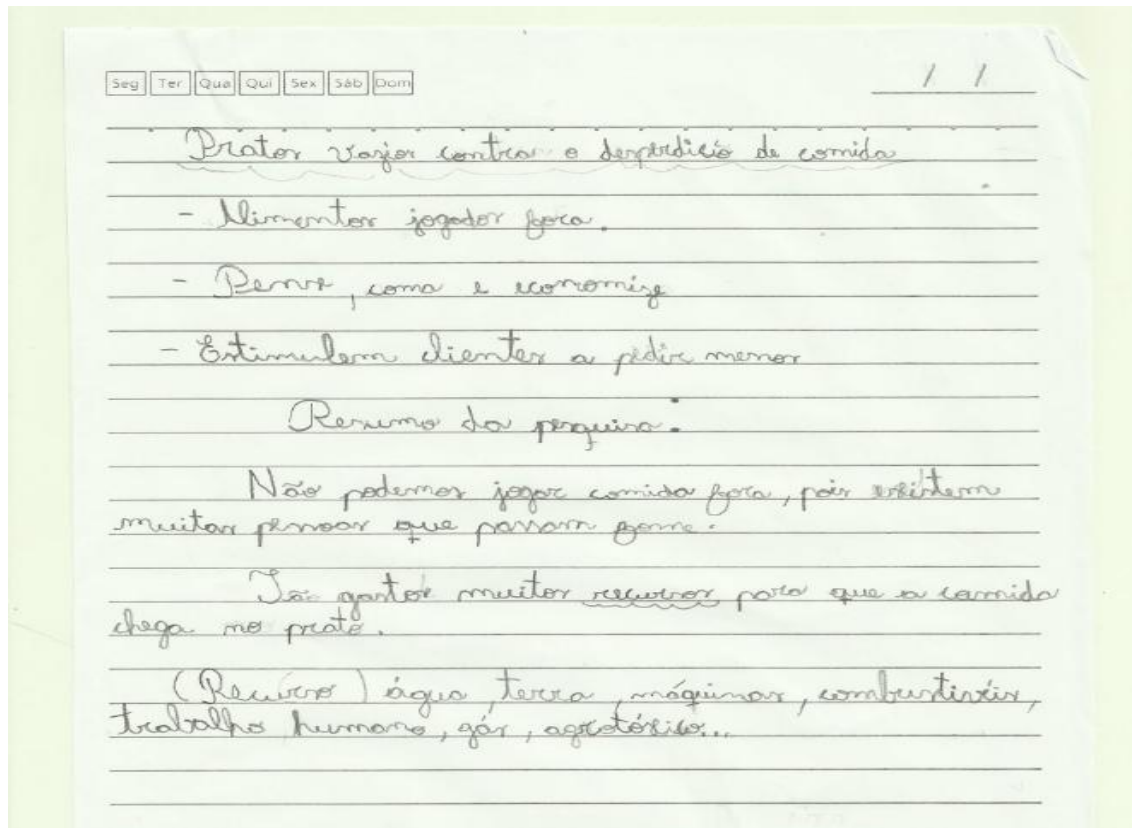 Seg Ter Qua Qui Sex Sáb Dom / /
Pratos vazios contra o desperdício de comida
- Alimentos jogados fora.
- Pense, coma e economize
- Estimulem clientes a pedir menos
Resumo da pesquisa:
Não podemos jogar comida fora, pois existem
muitas pessoas que passam fome.
São gastos muitos recursos para que a comida
chega no prato.
(Recurso) água, terra, máquinas, combustíveis,
trabalho humano, gás, agrotóxico...